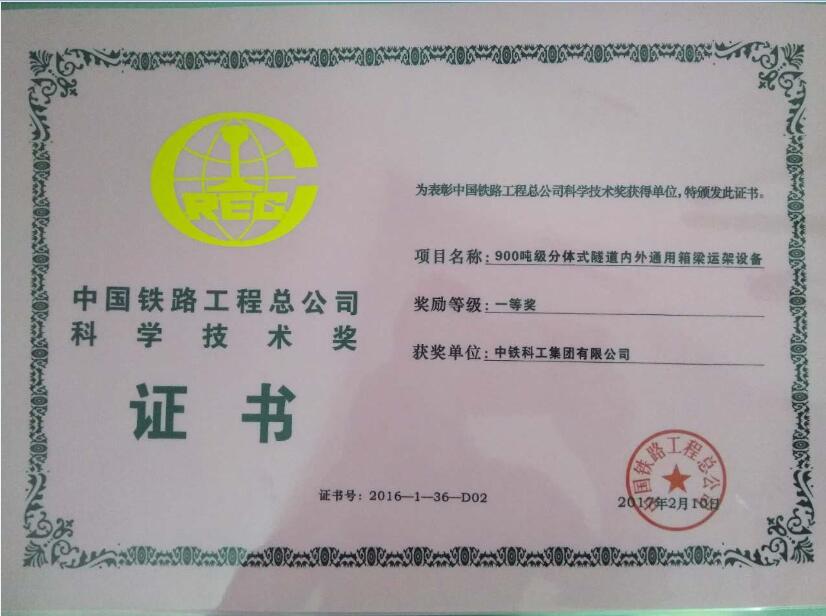 CREC
中国铁路工程总公司
科学技术奖
证书
为表彰中国铁路工程总公司科学技术奖获得单位，特颁发此证书。
项目名称：900吨级分体式隧道内外通用箱梁运架设备
奖励等级：一等奖
获奖单位：中铁科工集团有限公司
证书号：2016—1—36—D02
中国铁路工程总公司
2017年2月10日